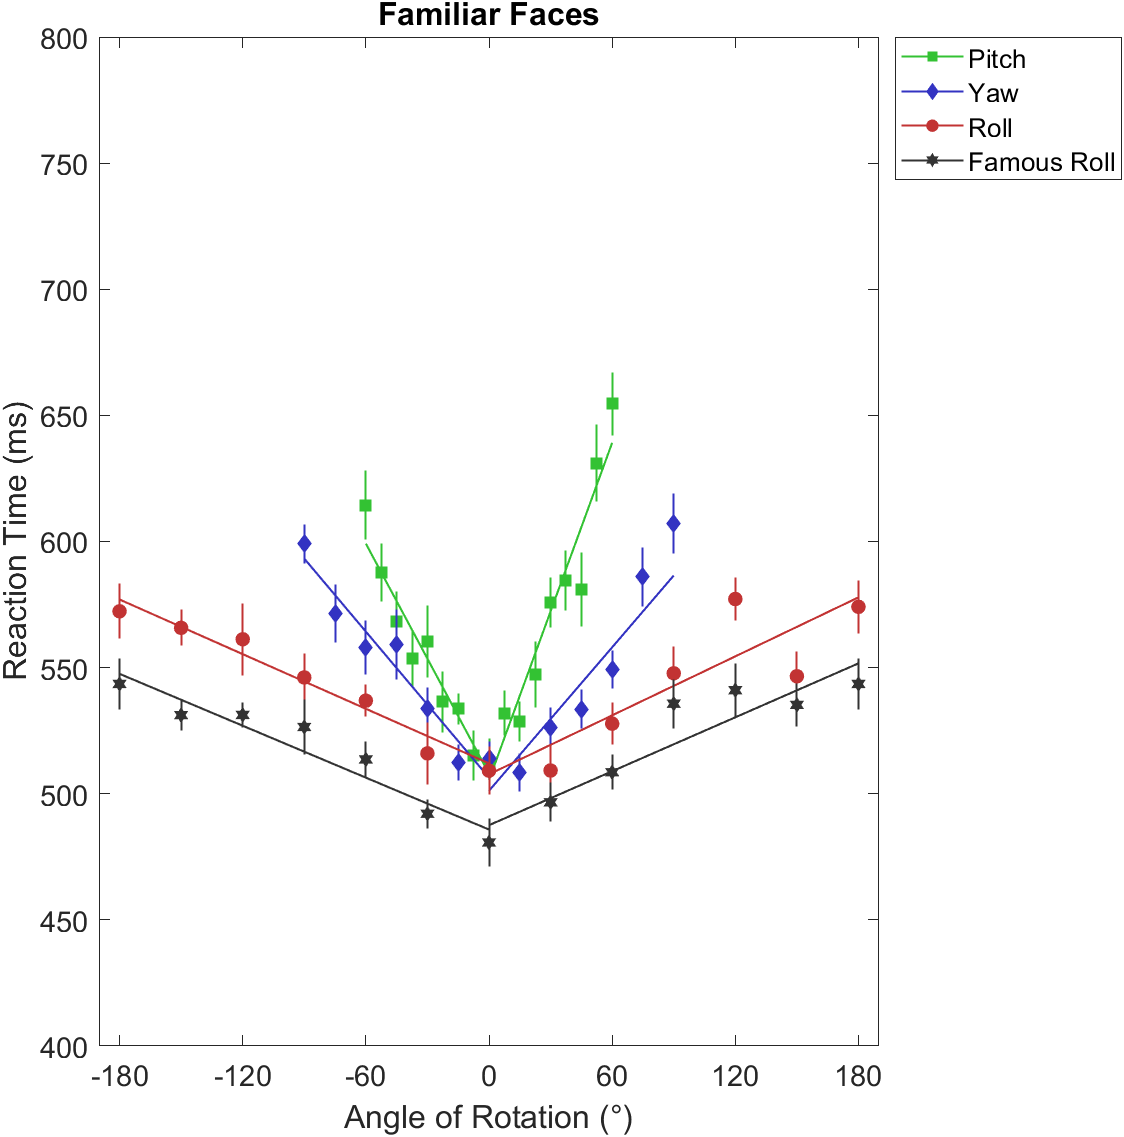 Familiar Faces
800
750
700
650
600
550
500
450
400
Reaction Time (ms)
-180 -120 -60 0 60 120 180
Angle of Rotation (°)
Pitch
Yaw
Roll
Famous Roll